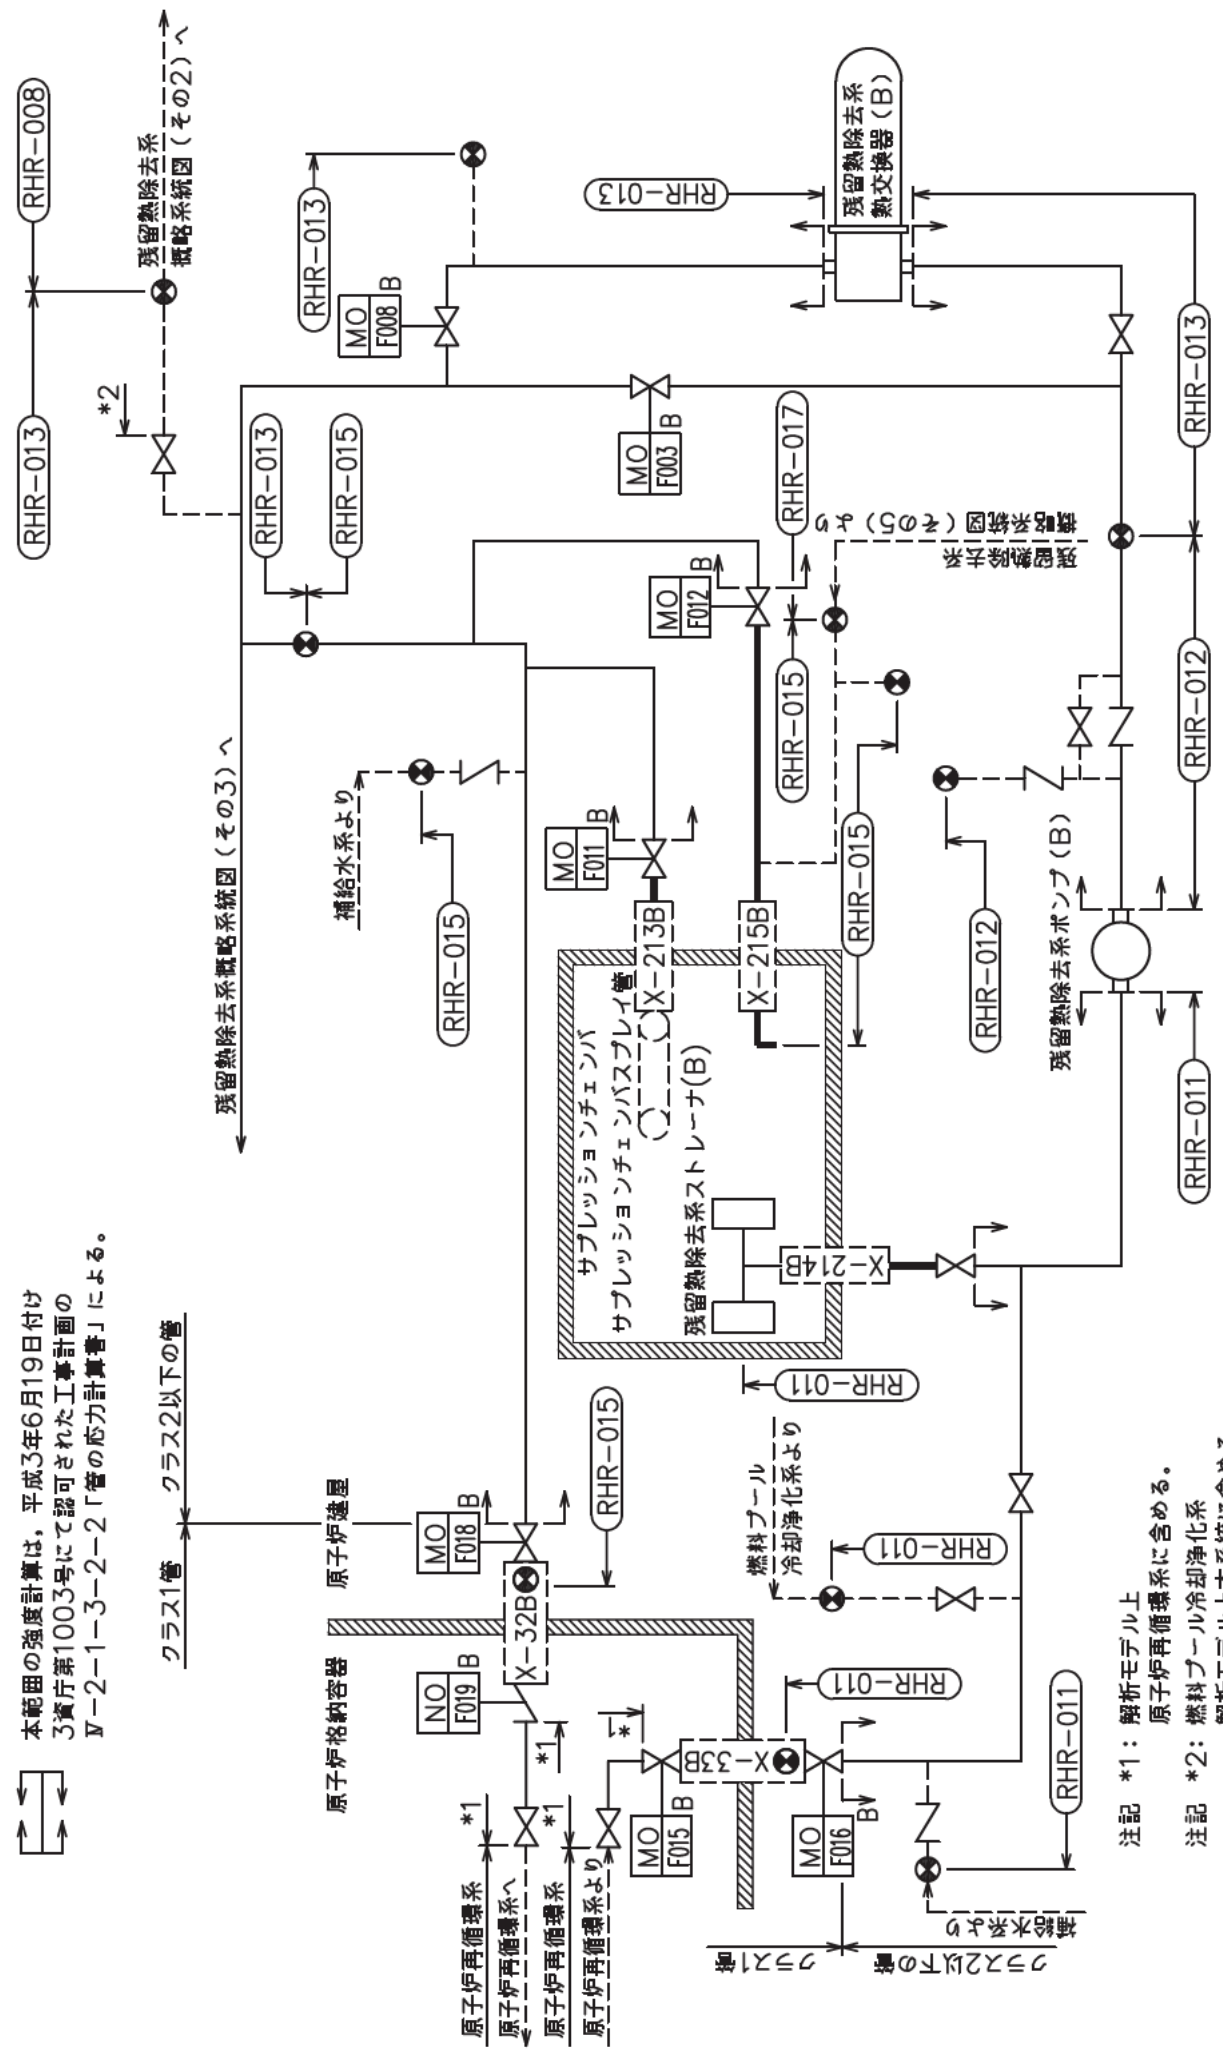 本範囲の強度計算は，平成3年6月19日付け
3資庁第1003号にて認可された工事計画の
Ⅳ−2−1−3−2−2「管の応力計算書」による。
クラス1管
クラス2以下の管
原子炉格納容器
原子炉建屋
RHR−013
RHR−008
*2
残留熱除去系
概略系統図（その2）へ
残留熱除去系概略系統図（その3）へ
RHR−013
RHR−015
RHR−013
MO
F008
B
補給水系より
RHR−015
NO
F019
B
MO
F018
B
X−32B
RHR−015
*1
原子炉再循環系
*1
原子炉再循環系へ
原子炉再循環系
*1
原子炉再循環系より
*1
MO
F015
B
X−33B
RHR−011
MO
F016
B
クラス1管
クラス2以下の管
補給水系より
RHR−011
燃料プール
冷却浄化系より
RHR−011
サプレッションチェンバ
サプレッションチェンバスプレイ管
残留熱除去系ストレーナ(B)
X−213B
MO
F011
B
X−215B
MO
F012
B
X−214B
RHR−011
RHR−015
RHR−015
RHR−017
残留熱除去系
概略系統図（その5）より
MO
F003
B
RHR−013
残留熱除去系
熱交換器（B）
RHR−012
残留熱除去系ポンプ（B）
RHR−011
RHR−012
RHR−013
注記　*1：解析モデル上
原子炉再循環系に含める。
注記　*2：燃料プール冷却浄化系